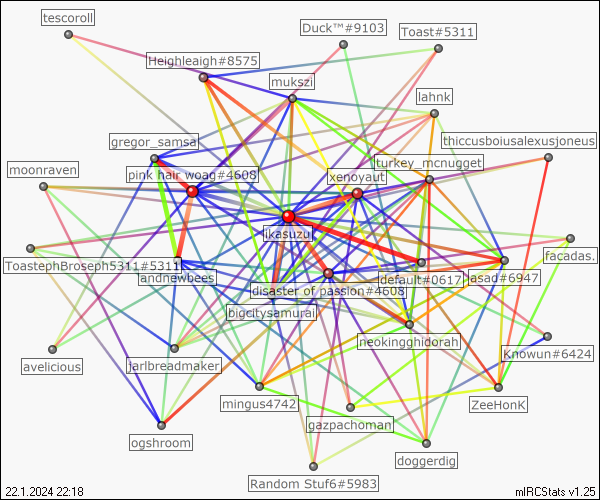 tescoroll
Duck™#9103
Toast#5311
Heighleigh#8575
mukszi
lahnk
gregor_samsa
thiccusboiusalexusjoneus
moonraven
pink hair woag#4608
turkey_mcnugget
xenoyaut
ikasuzu
facadas.
ToastephBroseph5311#5311
landnewbees
disaster of passion#4608
default#0617
asad#6947
bigcitysamurai
neokingghidorah
Knowun#6424
avelicious
jarlbreadmaker
mingus4742
ZeeHonK
gazpachoman
ogshroom
doggerdig
Random Stuf6#5983
22.1.2024 22:18
mIRCStats v1.25